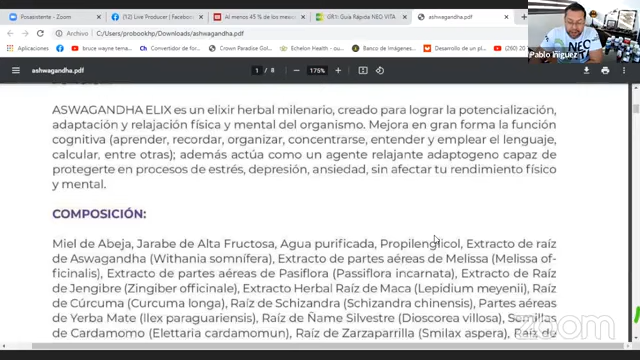 Posasistente - Zoom
(12) Live Producer | Facebook
Al menos 45 % de los mexic
GR1: Guía Rápida NEO VITA
ashwagandha.pdf
Archivo
C:/Users/probookhp/Downloads/ashwagandha.pdf
Aplicaciones
bruce wayne tema...
Convertidor de for...
Crown Paradise Gol...
Echelon Health - O...
Banco de Imágenes...
Desarrollo de un pl...
(260) 20
Pablo Iñiguez
ashwagandha.pdf
1 / 8
175%
ASWAGANDHA ELIX es un elixir herbal milenario, creado para lograr la potencialización,
adaptación y relajación física y mental del organismo. Mejora en gran forma la función
cognitiva (aprender, recordar, organizar, concentrarse, entender y emplear el lenguaje,
calcular, entre otras); además actúa como un agente relajante adaptogeno capaz de
protegerte en procesos de estrés, depresión, ansiedad, sin afectar tu rendimiento físico
y mental.
COMPOSICIÓN:
Miel de Abeja, Jarabe de Alta Fructosa, Agua purificada, Propilenglicol, Extracto de raíz
de Aswagandha (Withania somnífera), Extracto de partes aéreas de Melissa (Melissa of-
ficinalis), Extracto de partes aéreas de Pasiflora (Passiflora incarnata), Extracto de Raíz
de Jengibre (Zingiber officinale), Extracto Herbal Raíz de Maca (Lepidium meyenii), Raíz
de Cúrcuma (Curcuma longa), Raíz de Schizandra (Schizandra chinensis), Partes aéreas
de Yerba Mate (Ilex paraguariensis), Raíz de Ñame Silvestre (Dioscorea villosa), Semillas
de Cardamomo (Elettaria cardamomun), Raíz de Zarzaparrilla (Smilax aspera), Raíz de
zoom